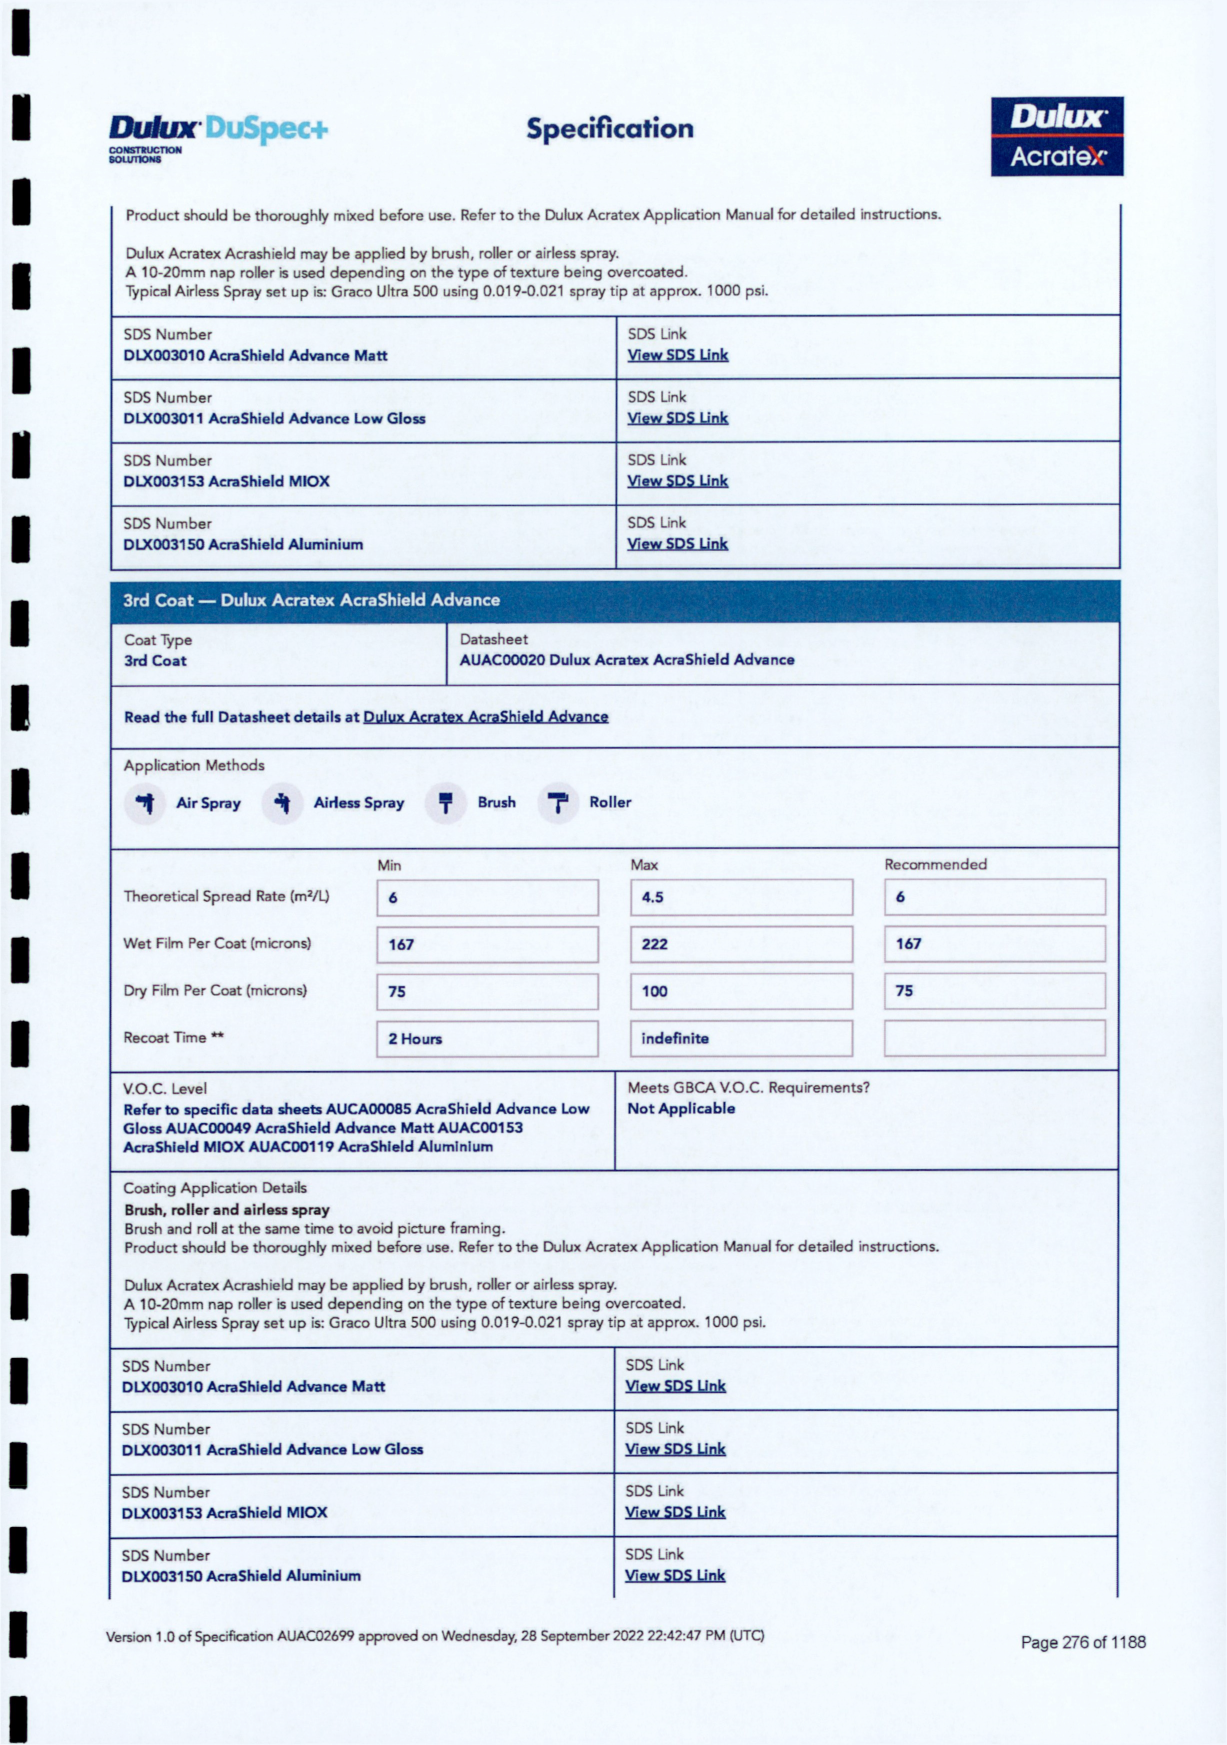 Dulux DuSpec+
CONSTRUCTION
SOLUTIONS
Specification
Dulux
Acratex
Product should be thoroughly mixed before use. Refer to the Dulux Acratex Application Manual for detailed instructions.
Dulux Acratex Acrashield may be applied by brush, roller or airless spray.
A 10-20mm nap roller is used depending on the type of texture being overcoated.
Typical Airless Spray set up is: Graco Ultra 500 using 0.019-0.021 spray tip at approx. 1000 psi.
SDS Number
DLX003010 AcraShield Advance Matt
SDS Link
View SDS Link
SDS Number
DLX003011 AcraShield Advance Low Gloss
SDS Link
View SDS Link
SDS Number
DLX003153 AcraShield MIOX
SDS Link
View SDS Link
SDS Number
DLX003150 AcraShield Aluminium
SDS Link
View SDS Link
3rd Coat — Dulux Acratex AcraShield Advance
Coat Type
3rd Coat
Datasheet
AUAC00020 Dulux Acratex AcraShield Advance
Read the full Datasheet details at Dulux Acratex AcraShield Advance
Application Methods
Air Spray Airless Spray Brush Roller
Min Max Recommended
Theoretical Spread Rate (m²/L) 6 4.5 6
Wet Film Per Coat (microns) 167 222 167
Dry Film Per Coat (microns) 75 100 75
Recoat Time ** 2 Hours indefinite
V.O.C. Level
Refer to specific data sheets AUCA00085 AcraShield Advance Low
Gloss AUAC00049 AcraShield Advance Matt AUAC00153
AcraShield MIOX AUAC00119 AcraShield Aluminium
Meets GBCA V.O.C. Requirements?
Not Applicable
Coating Application Details
Brush, roller and airless spray
Brush and roll at the same time to avoid picture framing.
Product should be thoroughly mixed before use. Refer to the Dulux Acratex Application Manual for detailed instructions.
Dulux Acratex Acrashield may be applied by brush, roller or airless spray.
A 10-20mm nap roller is used depending on the type of texture being overcoated.
Typical Airless Spray set up is: Graco Ultra 500 using 0.019-0.021 spray tip at approx. 1000 psi.
SDS Number
DLX003010 AcraShield Advance Matt
SDS Link
View SDS Link
SDS Number
DLX003011 AcraShield Advance Low Gloss
SDS Link
View SDS Link
SDS Number
DLX003153 AcraShield MIOX
SDS Link
View SDS Link
SDS Number
DLX003150 AcraShield Aluminium
SDS Link
View SDS Link
Version 1.0 of Specification AUAC02699 approved on Wednesday, 28 September 2022 22:42:47 PM (UTC)
Page 276 of 1188